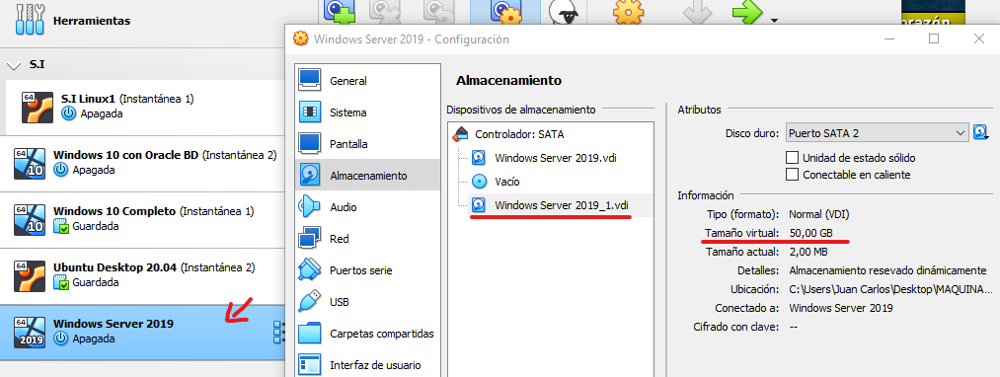 Herramientas
S.I
64
S.I Linux1 (Instantánea 1)
Apagada
64
10
Windows 10 con Oracle BD (Instantánea 2)
Apagada
64
10
Windows 10 Completo (Instantánea 1)
Guardada
64
Ubuntu Desktop 20.04 (Instantánea 2)
Guardada
64
2019
Windows Server 2019
Apagada
orazón
Windows Server 2019 - Configuración
General
Sistema
Pantalla
Almacenamiento
Audio
Red
Puertos serie
USB
Carpetas compartidas
Interfaz de usuario
Almacenamiento
Dispositivos de almacenamiento
Controlador: SATA
Windows Server 2019.vdi
Vacío
Windows Server 2019_1.vdi
Atributos
Disco duro: Puerto SATA 2
Unidad de estado sólido
Conectable en caliente
Información
Tipo (formato): Normal (VDI)
Tamaño virtual: 50,00 GB
Tamaño actual: 2,00 MB
Detalles: Almacenamiento resevado dinámicamente
Ubicación: C:\Users\Juan Carlos\Desktop\MAQUINA...
Conectado a: Windows Server 2019
Cifrado con clave: --